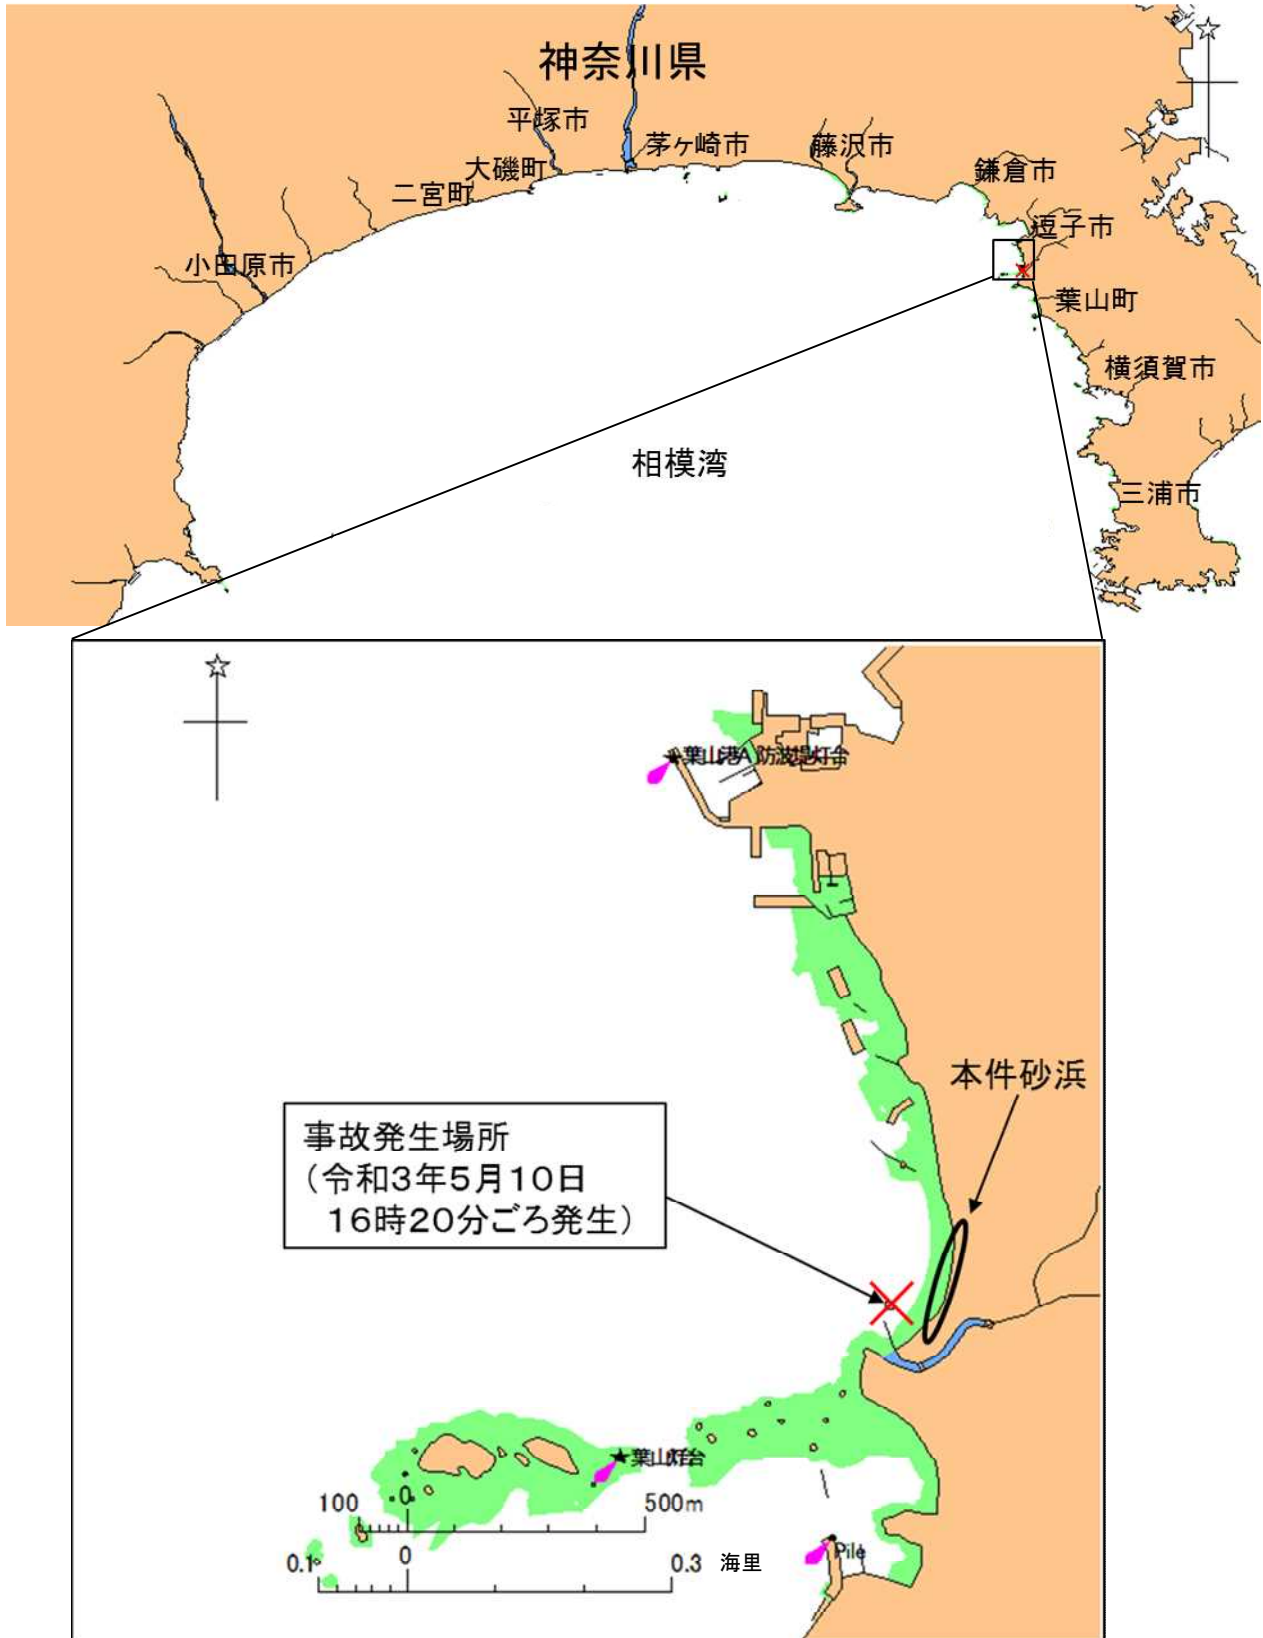 神奈川県
平塚市
茅ヶ崎市
藤沢市
大磯町
鎌倉市
二宮町
逗子市
小田原市
葉山町
横須賀市
相模湾
三浦市
葉山港A防波堤灯台
本件砂浜
事故発生場所
(令和3年5月10日
16時20分ごろ発生)
葉山灯台
100 0 500m
Pile
0.1 0 0.3 海里